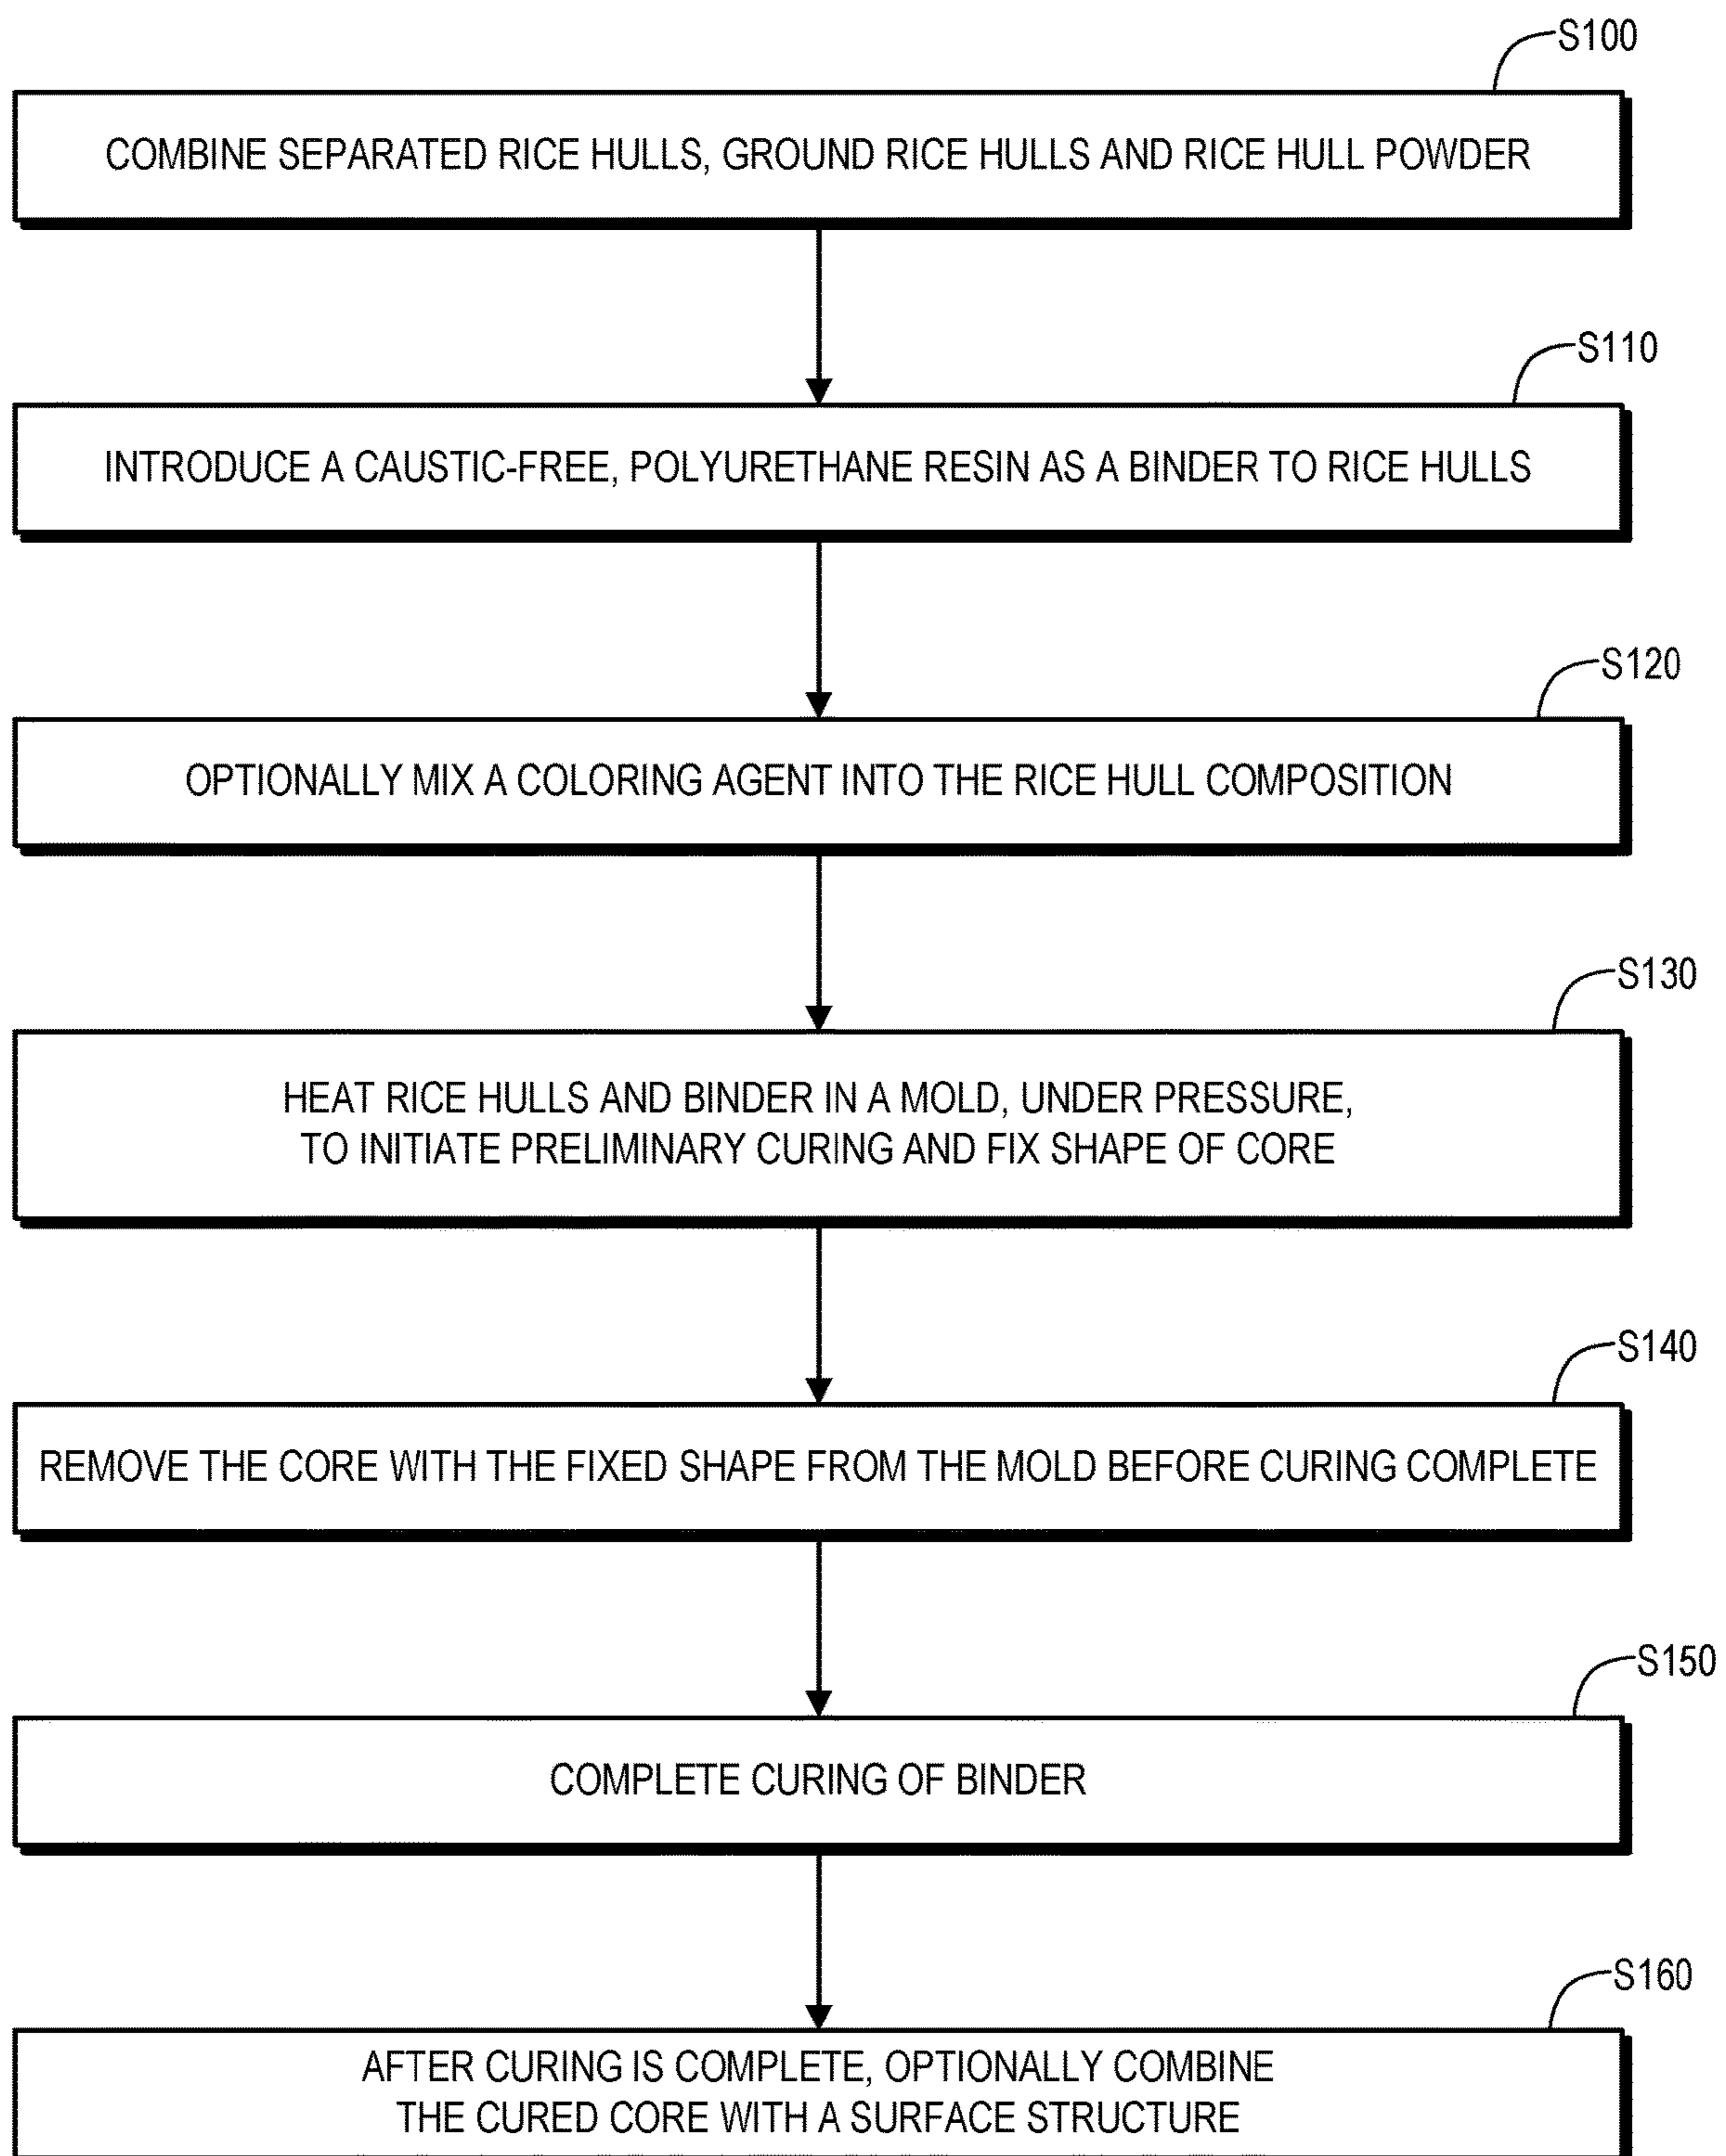 S100
COMBINE SEPARATED RICE HULLS, GROUND RICE HULLS AND RICE HULL POWDER
S110
INTRODUCE A CAUSTIC-FREE, POLYURETHANE RESIN AS A BINDER TO RICE HULLS
S120
OPTIONALLY MIX A COLORING AGENT INTO THE RICE HULL COMPOSITION
S130
HEAT RICE HULLS AND BINDER IN A MOLD, UNDER PRESSURE,
TO INITIATE PRELIMINARY CURING AND FIX SHAPE OF CORE
S140
REMOVE THE CORE WITH THE FIXED SHAPE FROM THE MOLD BEFORE CURING COMPLETE
S150
COMPLETE CURING OF BINDER
S160
AFTER CURING IS COMPLETE, OPTIONALLY COMBINE
THE CURED CORE WITH A SURFACE STRUCTURE